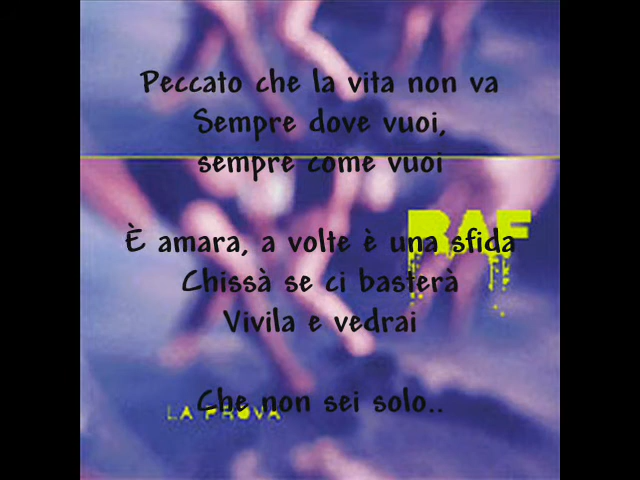 Peccato che la vita non va
Sempre dove vuoi,
sempre come vuoi
È amara, a volte è una sfida
RAF
Chissà se ci basterà
Vivila e vedrai
Che non sei solo..
LA PROVA